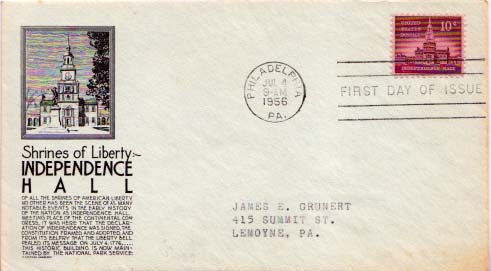 Shrines of Liberty:~
INDEPENDENCE
HALL
OF ALL THE SHRINES OF AMERICAN LIBERTY
NO OTHER HAS BEEN THE SCENE OF AS MANY
NOTABLE EVENTS IN THE EARLY HISTORY
OF THE NATION AS INDEPENDENCE HALL.
MEETING PLACE OF THE CONTINENTAL CON-
GRESS, IT WAS HERE THAT THE DECLAR-
ATION OF INDEPENDENCE WAS SIGNED, THE
CONSTITUTION FRAMED AND ADOPTED, AND
FROM ITS BELFRY THAT THE LIBERTY BELL
PEALED ITS MESSAGE ON JULY 4, 1776......
THIS HISTORIC BUILDING IS NOW MAIN-
TAINED BY THE NATIONAL PARK SERVICE.
PHILADELPHIA
JUL 4
9-AM
1956
PA.
UNITED
STATES
POSTAGE
10¢
INDEPENDENCE HALL
FIRST DAY OF ISSUE
JAMES E. GRUNERT
415 SUMMIT ST.
LEMOYNE, PA.